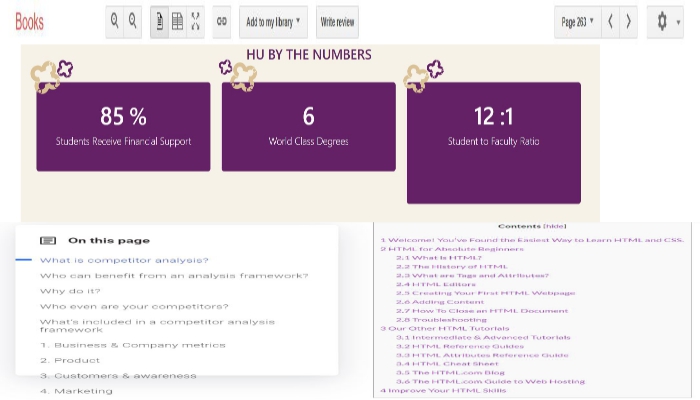 Books
Add to my library
Write review
Page 263
HU BY THE NUMBERS
85 %
Students Receive Financial Support
6
World Class Degrees
12 :1
Student to Faculty Ratio
On this page
What is competitor analysis?
Who can benefit from an analysis framework?
Why do it?
Who even are your competitors?
What's included in a competitor analysis
framework
1. Business & Company metrics
2. Product
3. Customers & awareness
4. Marketing
Contents [hide]
1 Welcome! You've Found the Easiest Way to Learn HTML and CSS.
2 HTML for Absolute Beginners
2.1 What Is HTML?
2.2 The History of HTML
2.3 What are Tags and Attributes?
2.4 HTML Editors
2.5 Creating Your First HTML Webpage
2.6 Adding Content
2.7 How To Close an HTML Document
2.8 Troubleshooting
3 Our Other HTML Tutorials
3.1 Intermediate & Advanced Tutorials
3.2 HTML Reference Guides
3.3 HTML Attributes Reference Guide
3.4 HTML Cheat Sheet
3.5 The HTML.com Blog
3.6 The HTML.com Guide to Web Hosting
4 Improve Your HTML Skills